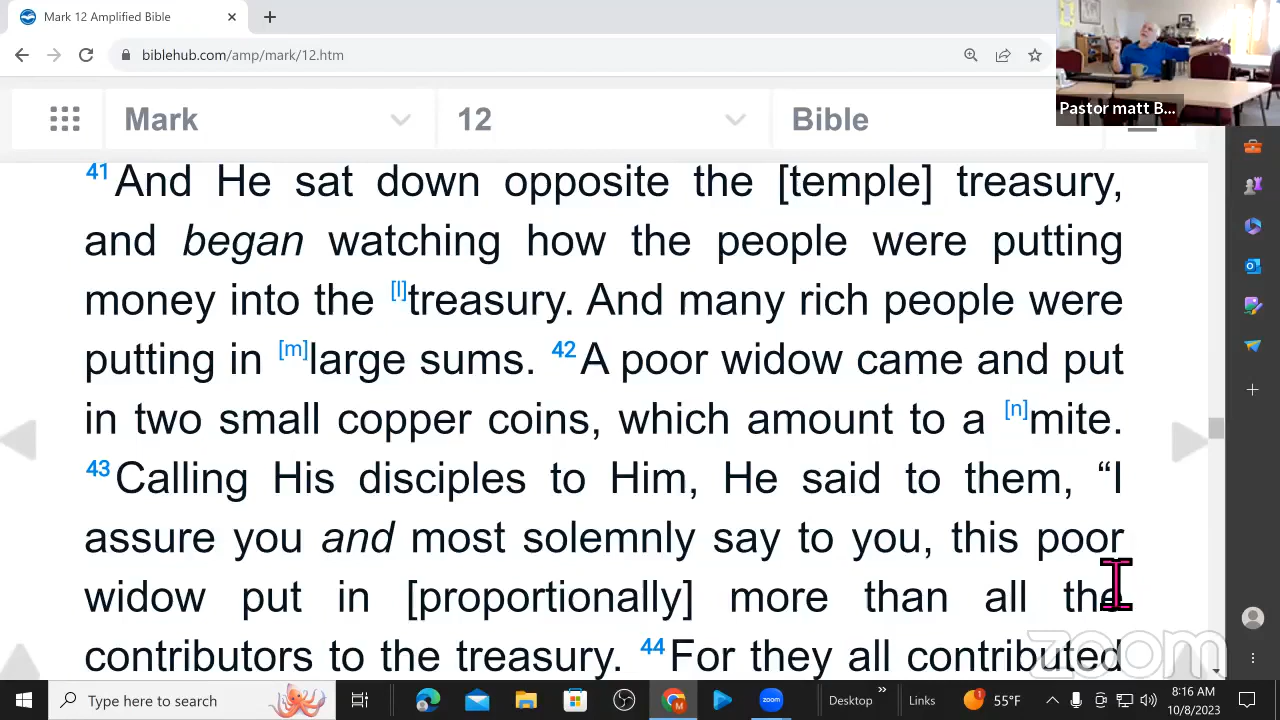 Mark 12 Amplified Bible
biblehub.com/amp/mark/12.htm
Pastor matt B...
Mark 12 Bible
41 And He sat down opposite the [temple] treasury,
and began watching how the people were putting
money into the [l]treasury. And many rich people were
putting in [m]large sums. 42 A poor widow came and put
in two small copper coins, which amount to a [n]mite.
43 Calling His disciples to Him, He said to them, “I
assure you and most solemnly say to you, this poor
widow put in [proportionally] more than all the
contributors to the treasury. 44 For they all contributed
zoom
Type here to search
zoom
Desktop
Links
1
55°F
8:16 AM
10/8/2023